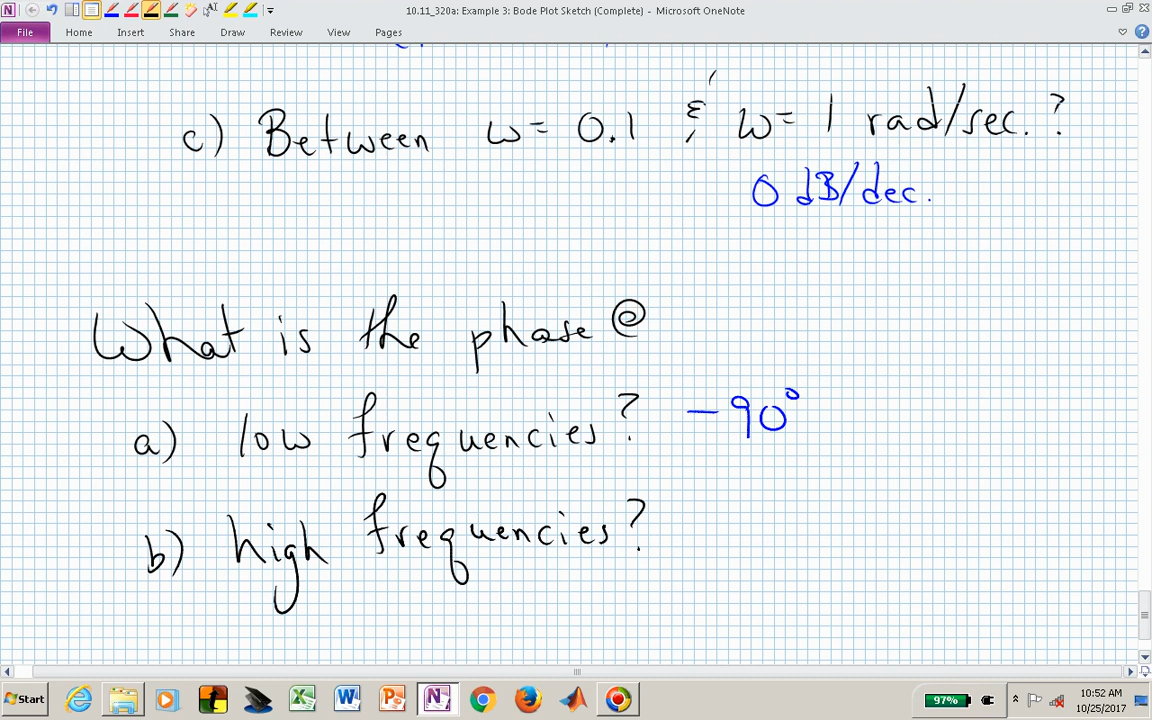 10.11_320a: Example 3: Bode Plot Sketch (Complete) - Microsoft OneNote
File Home Insert Share Draw Review View Pages
c) Between ω= 0.1 & ω= 1 rad/sec.?
0 dB/dec.
What is the phase @
a) low frequencies? -90°
b) high frequencies?
Start
97%
10:52 AM
10/25/2017